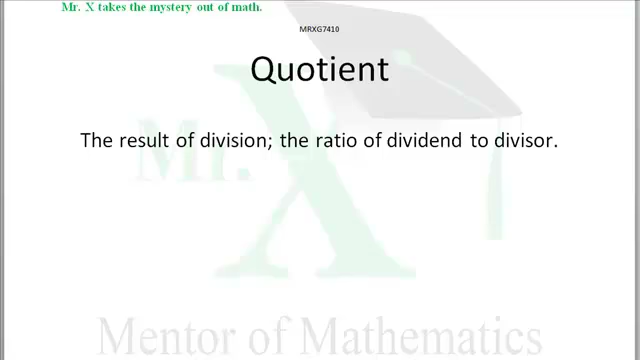 Mr. X takes the mystery out of math.
MRXG7410
Quotient
The result of division; the ratio of dividend to divisor.
Mr.
X
Mentor of Mathematics